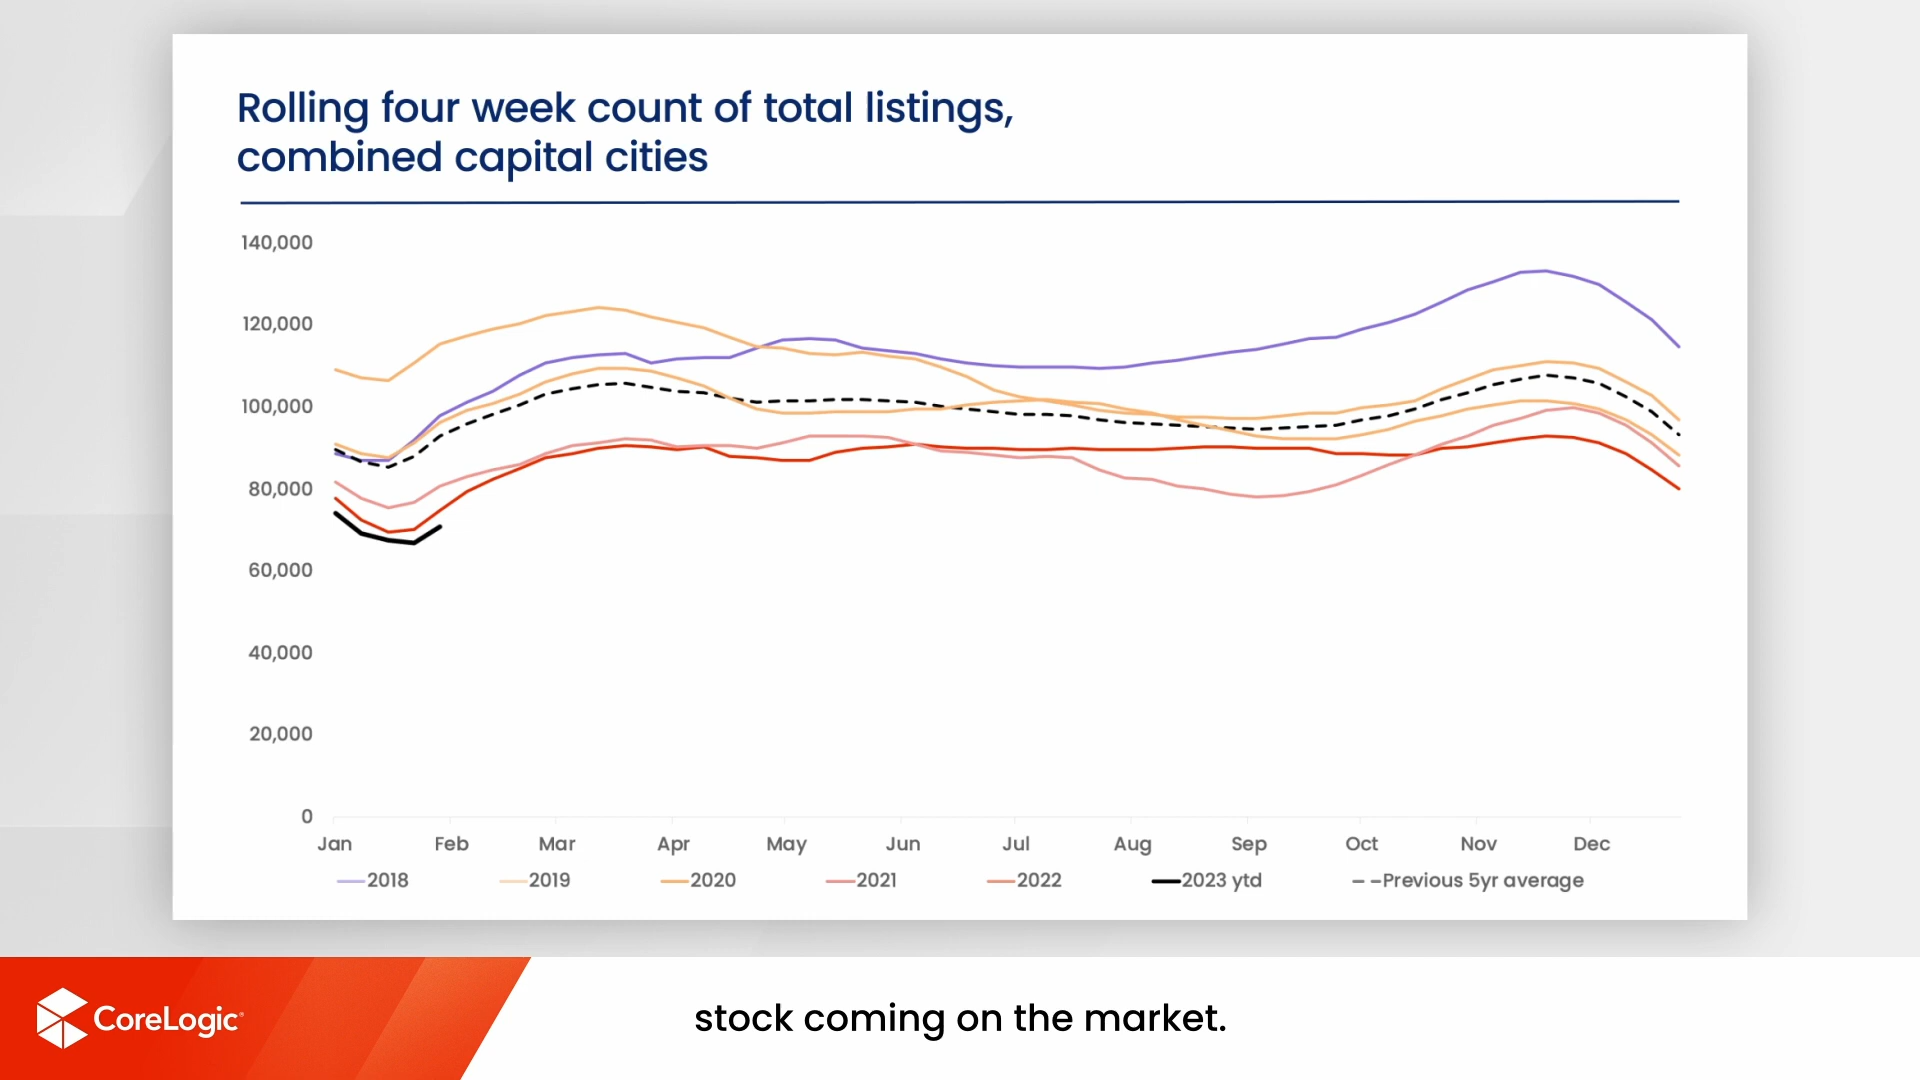 Rolling four week count of total listings,
combined capital cities
140,000
120,000
100,000
80,000
60,000
40,000
20,000
0
Jan Feb Mar Apr May Jun Jul Aug Sep Oct Nov Dec
2018 2019 2020 2021 2022 2023 ytd Previous 5yr average
CoreLogic
stock coming on the market.